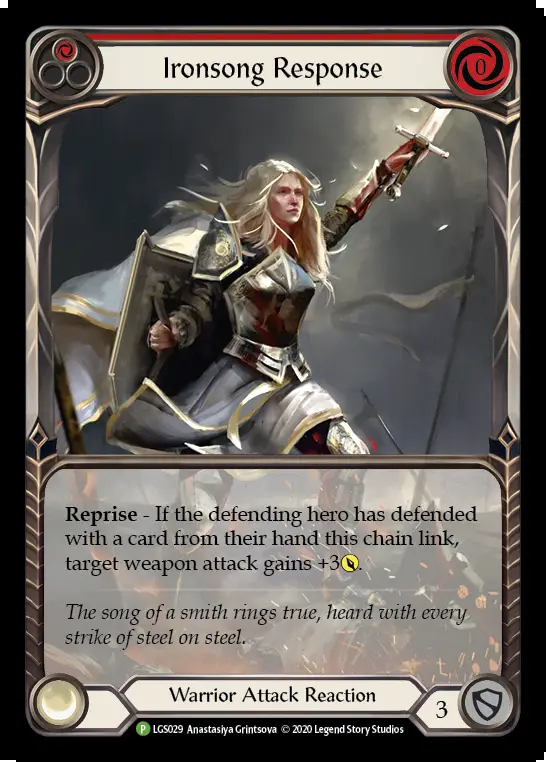 Ironsong Response
0
Reprise - If the defending hero has defended
with a card from their hand this chain link,
target weapon attack gains +3.
The song of a smith rings true, heard with every
strike of steel on steel.
Warrior Attack Reaction
3
P LGS029 Anastasiya Grintsova © 2020 Legend Story Studios